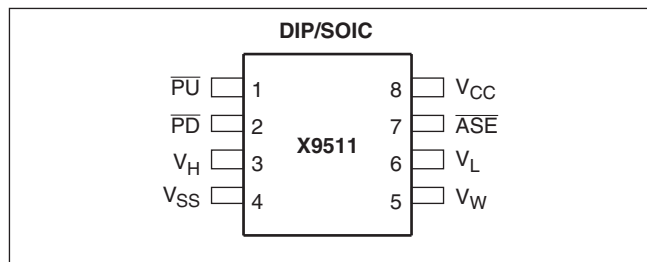 DIP/SOIC
PU 1 8 VCC
PD 2 7 ASE
X9511
VH 3 6 VL
VSS 4 5 VW